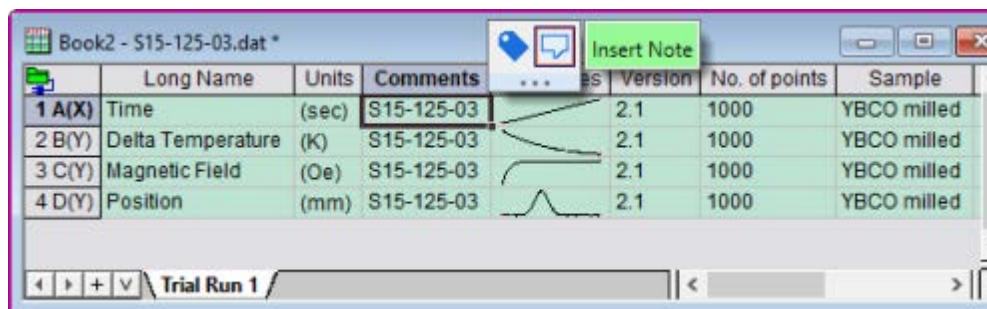 Book2 - S15-125-03.dat *
Insert Note
Long Name Units Comments es Version No. of points Sample
1 A(X) Time (sec) S15-125-03 2.1 1000 YBCO milled
2 B(Y) Delta Temperature (K) S15-125-03 2.1 1000 YBCO milled
3 C(Y) Magnetic Field (Oe) S15-125-03 2.1 1000 YBCO milled
4 D(Y) Position (mm) S15-125-03 2.1 1000 YBCO milled
Trial Run 1